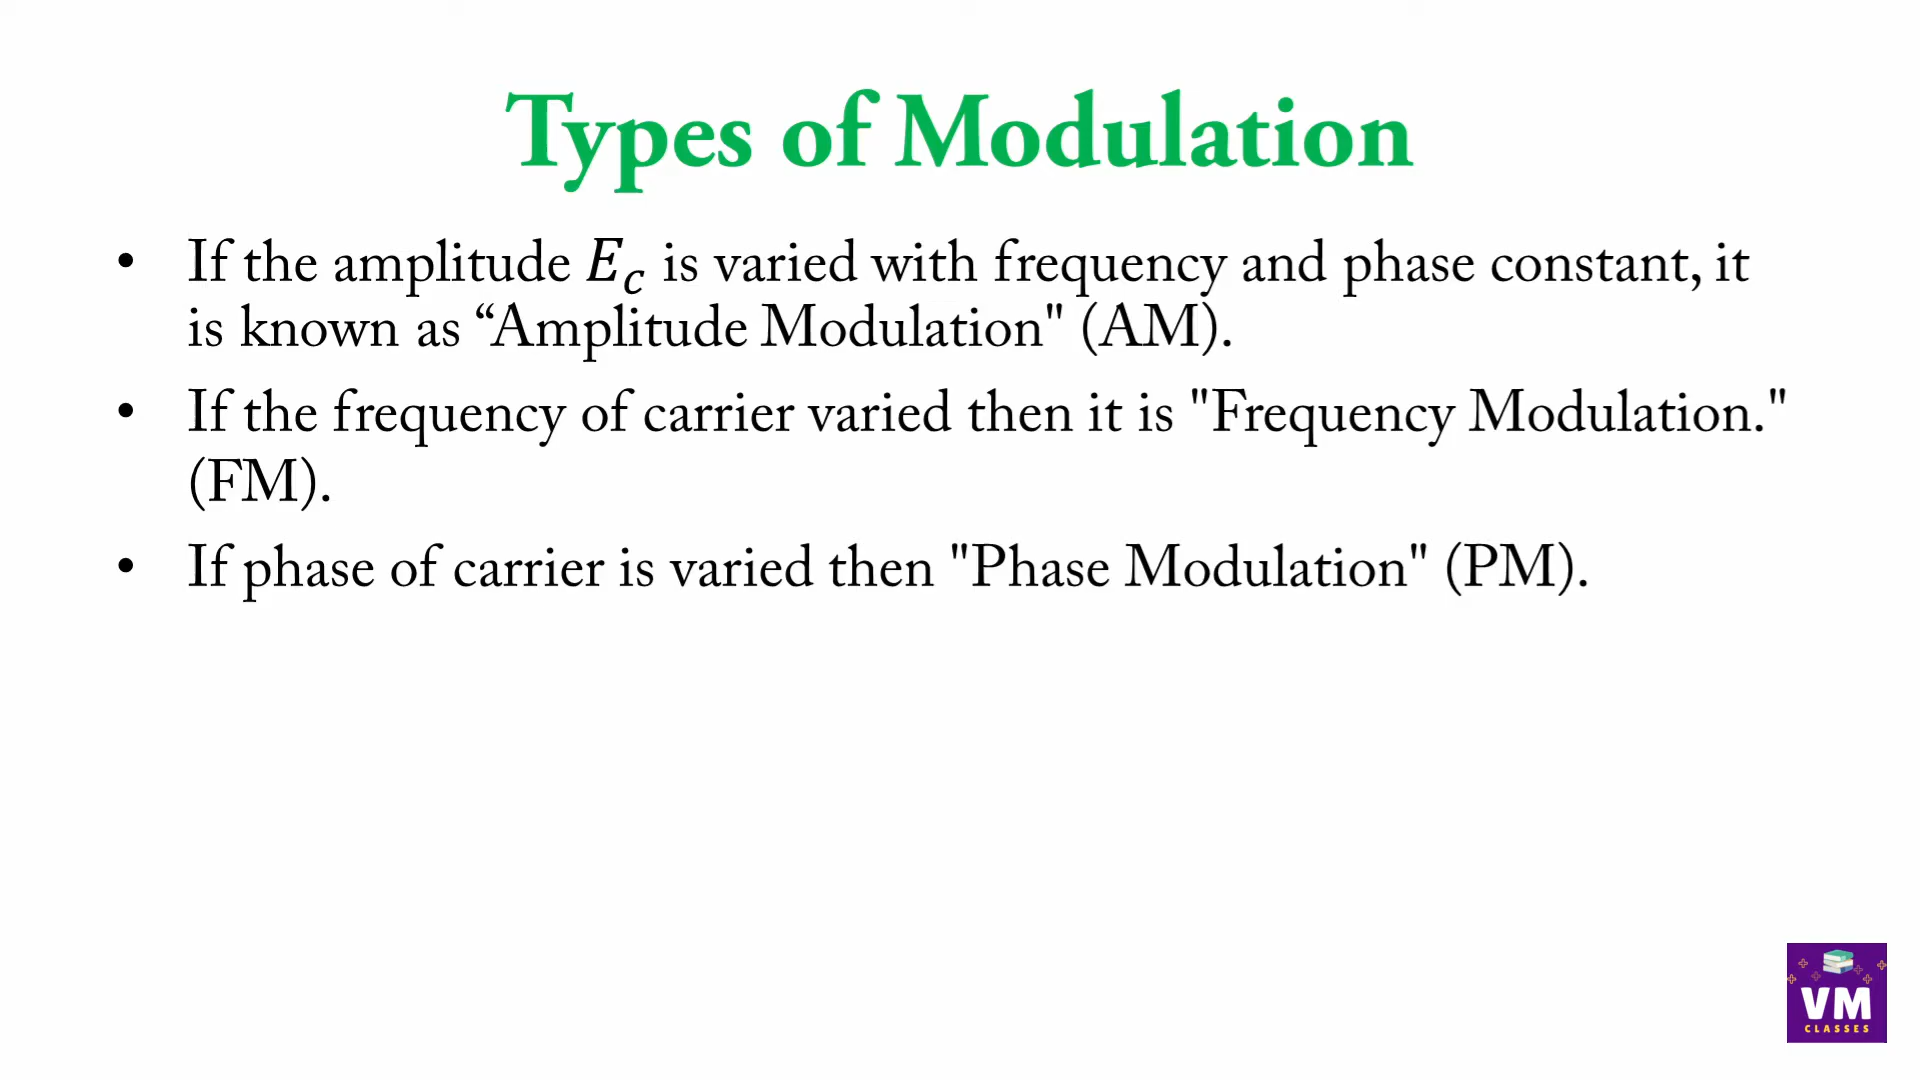 Types of Modulation
• If the amplitude E_c is varied with frequency and phase constant, it
is known as “Amplitude Modulation" (AM).
• If the frequency of carrier varied then it is "Frequency Modulation."
(FM).
• If phase of carrier is varied then "Phase Modulation" (PM).
VM
CLASSES